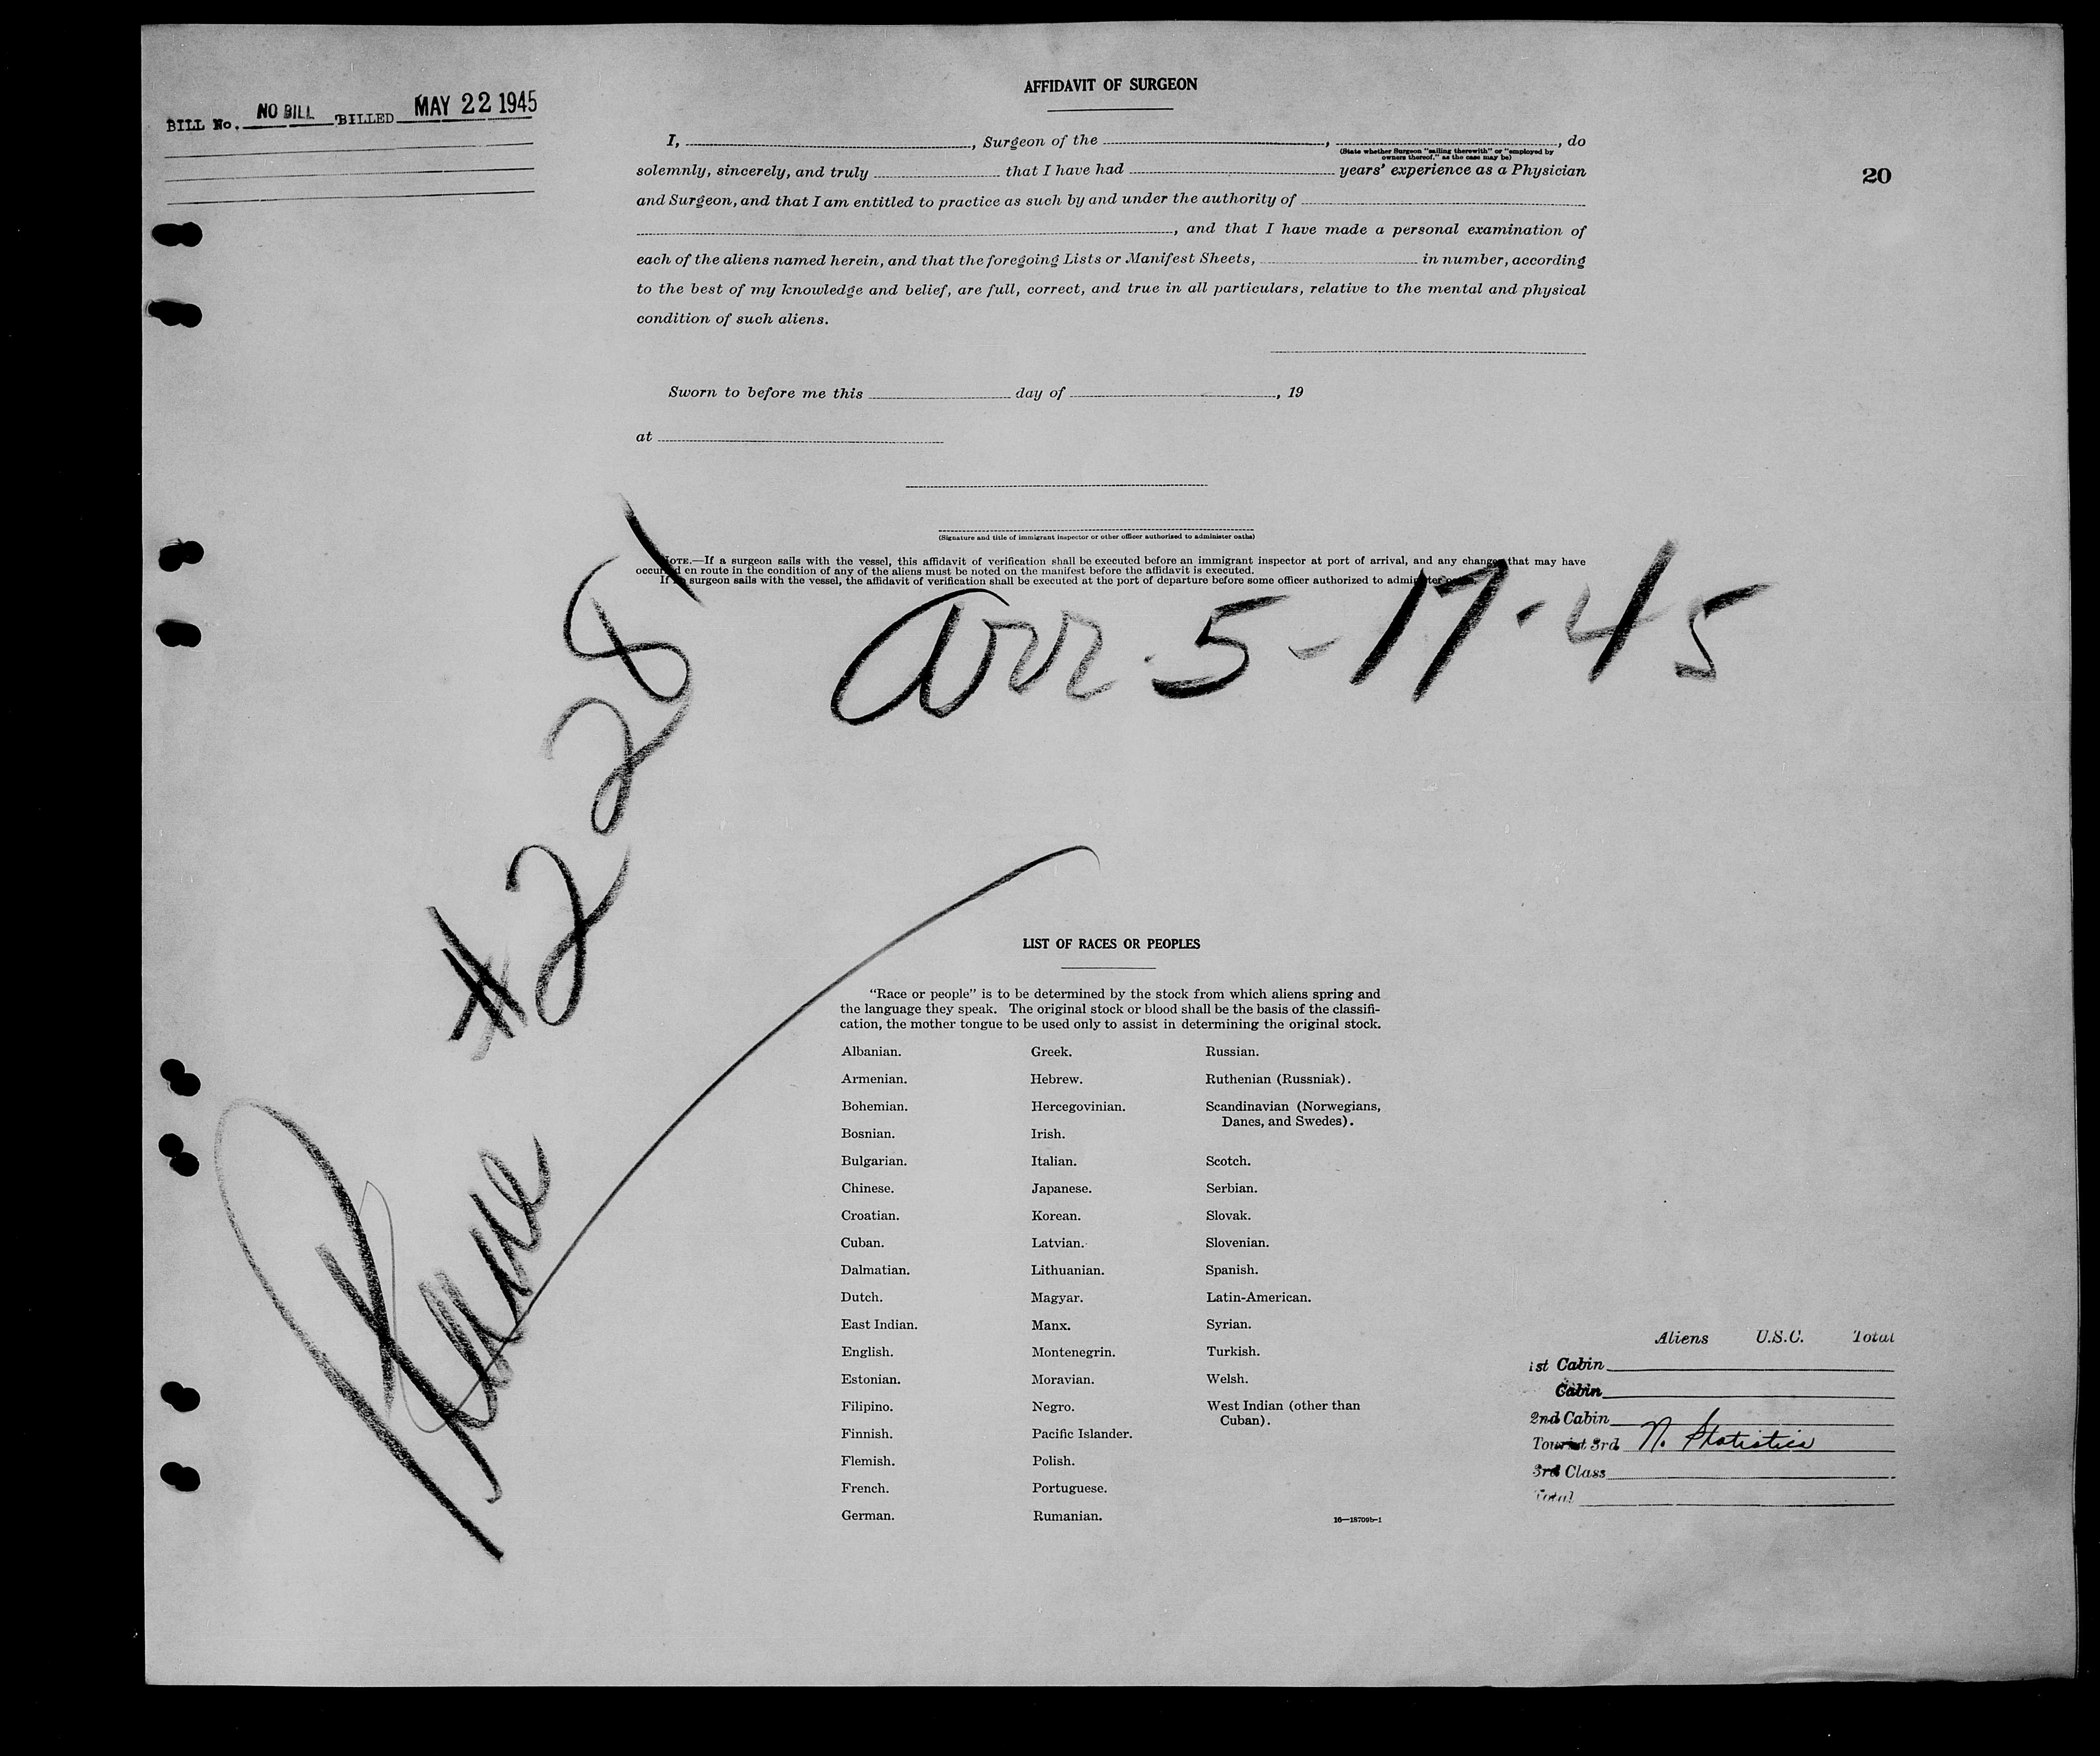 BILL No. NO BILL BILLED MAY 22 1945
AFFIDAVIT OF SURGEON
20
I, , Surgeon of the , , do
(State whether Surgeon "sailing therewith" or "employed by
owners thereof," as the case may be)
solemnly, sincerely, and truly that I have had years' experience as a Physician
and Surgeon, and that I am entitled to practice as such by and under the authority of
, and that I have made a personal examination of
each of the aliens named herein, and that the foregoing Lists or Manifest Sheets, in number, according
to the best of my knowledge and belief, are full, correct, and true in all particulars, relative to the mental and physical
condition of such aliens.
Sworn to before me this day of , 19
at
(Signature and title of immigrant inspector or other officer authorized to administer oaths)
NOTE.—If a surgeon sails with the vessel, this affidavit of verification shall be executed before an immigrant inspector at port of arrival, and any changes that may have
occurred en route in the condition of any of the aliens must be noted on the manifest before the affidavit is executed.
If surgeon sails with the vessel, the affidavit of verification shall be executed at the port of departure before some officer authorized to administer
Arr. 5-17-45
#2281
LIST OF RACES OR PEOPLES
"Race or people" is to be determined by the stock from which aliens spring and
the language they speak. The original stock or blood shall be the basis of the classifi-
cation, the mother tongue to be used only to assist in determining the original stock.
Albanian.
Armenian.
Bohemian.
Bosnian.
Bulgarian.
Chinese.
Croatian.
Cuban.
Dalmatian.
Dutch.
East Indian.
English.
Estonian.
Filipino.
Finnish.
Flemish.
French.
German.
Greek.
Hebrew.
Hercegovinian.
Irish.
Italian.
Japanese.
Korean.
Latvian.
Lithuanian.
Magyar.
Manx.
Montenegrin.
Moravian.
Negro.
Pacific Islander.
Polish.
Portuguese.
Rumanian.
Russian.
Ruthenian (Russniak).
Scandinavian (Norwegians,
Danes, and Swedes).
Scotch.
Serbian.
Slovak.
Slovenian.
Spanish.
Latin-American.
Syrian.
Turkish.
Welsh.
West Indian (other than
Cuban).
16—18709b-1
Aliens U.S.C. Total
1st Cabin
Cabin
2nd Cabin
Tourist 3rd N. Statistics
3rd Class
Total